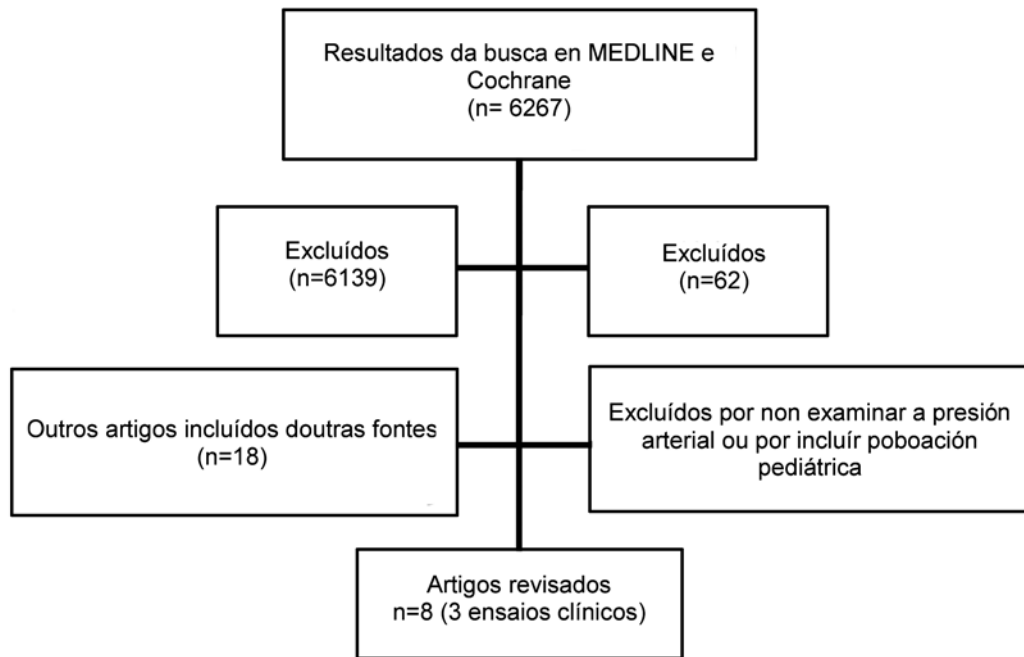 Resultados da busca en MEDLINE e
Cochrane
(n= 6267)
Excluídos
(n=6139)
Excluídos
(n=62)
Outros artigos incluídos doutras fontes
(n=18)
Excluídos por non examinar a presión
arterial ou por incluír poboación
pediátrica
Artigos revisados
n=8 (3 ensaios clínicos)